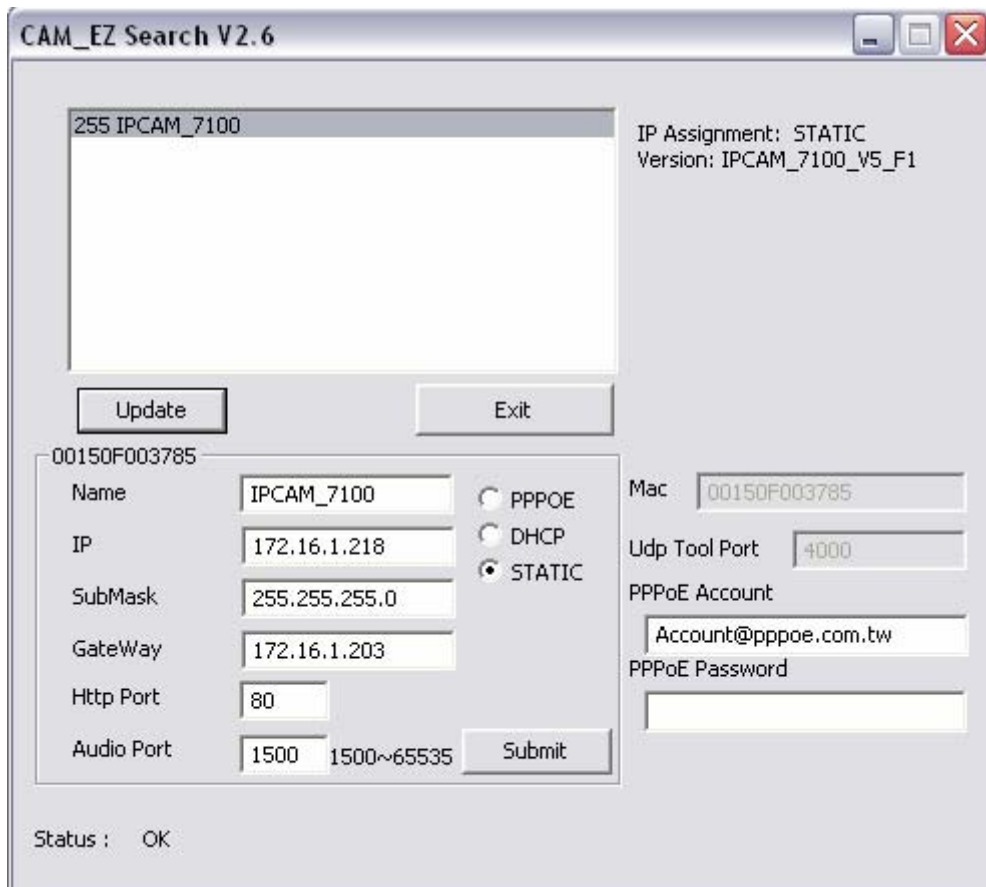 CAM_EZ Search V2.6
255 IPCAM_7100
IP Assignment: STATIC
Version: IPCAM_7100_V5_F1
Update
Exit
00150F003785
Name
IPCAM_7100
PPPOE
IP
172.16.1.218
DHCP
STATIC
SubMask
255.255.255.0
GateWay
172.16.1.203
Http Port
80
Audio Port
1500
1500~65535
Submit
Mac
00150F003785
Udp Tool Port
4000
PPPoE Account
Account@pppoe.com.tw
PPPoE Password
Status : OK